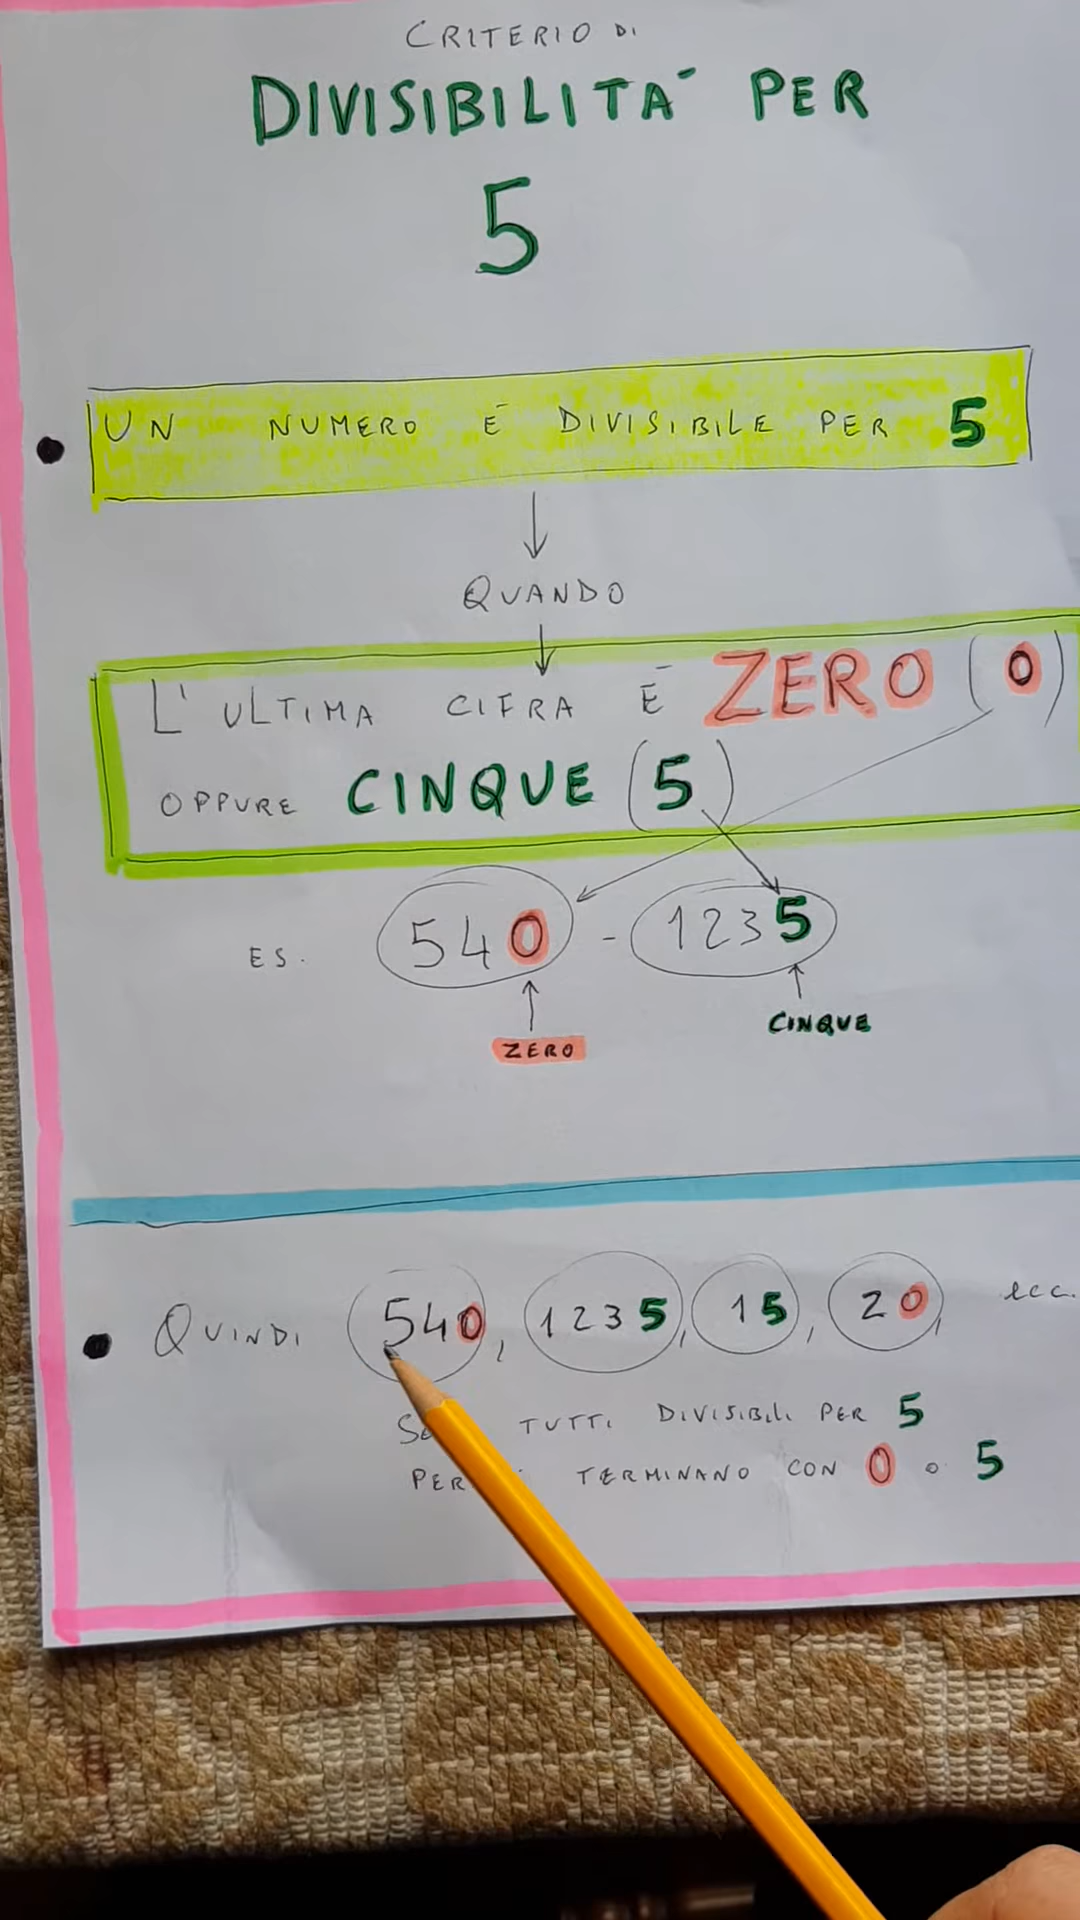 CRITERIO DI
DIVISIBILITÀ PER
5
UN NUMERO È DIVISIBILE PER 5
QUANDO
L'ULTIMA CIFRA È ZERO (0)
OPPURE CINQUE (5)
ES. 540 - 1235
CINQUE
ZERO
QUINDI 540, 1235, 15, 20, ecc.
TUTTI DIVISIBILI PER 5
TERMINANO CON 0 o 5